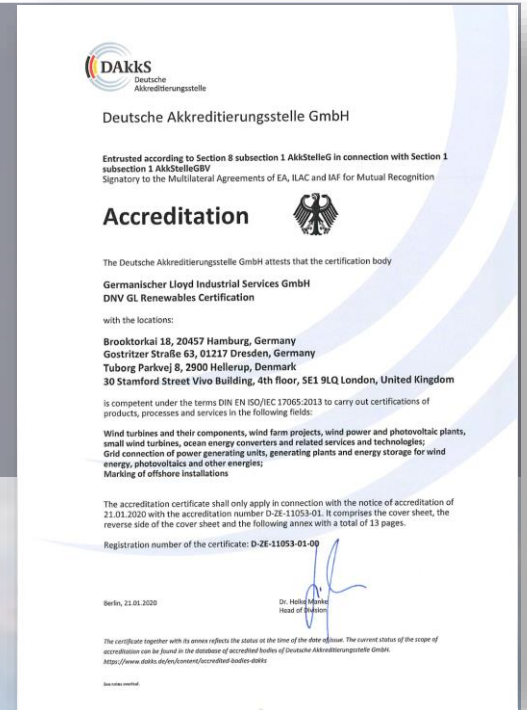 DAkkS
Deutsche
Akkreditierungsstelle
Deutsche Akkreditierungsstelle GmbH
Entrusted according to Section 8 subsection 1 AkkStelleG in connection with Section 1
subsection 1 AkkStelleGBV
Signatory to the Multilateral Agreements of EA, ILAC and IAF for Mutual Recognition
Accreditation
The Deutsche Akkreditierungsstelle GmbH attests that the certification body
Germanischer Lloyd Industrial Services GmbH
DNV GL Renewables Certification
with the locations:
Brooktorkai 18, 20457 Hamburg, Germany
Gostritzer Straße 63, 01217 Dresden, Germany
Tuborg Parkvej 8, 2900 Hellerup, Denmark
30 Stamford Street Vivo Building, 4th floor, SE1 9LQ London, United Kingdom
is competent under the terms DIN EN ISO/IEC 17065:2013 to carry out certifications of
products, processes and services in the following fields:
Wind turbines and their components, wind farm projects, wind power and photovoltaic plants,
small wind turbines, ocean energy converters and related services and technologies;
Grid connection of power generating units, generating plants and energy storage for wind
energy, photovoltaics and other energies;
Marking of offshore installations
The accreditation certificate shall only apply in connection with the notice of accreditation of
21.01.2020 with the accreditation number D-ZE-11053-01. It comprises the cover sheet, the
reverse side of the cover sheet and the following annex with a total of 13 pages.
Registration number of the certificate: D-ZE-11053-01-00
Berlin, 21.01.2020
Dr. Heike Manke
Head of Division
The certificate together with its annex reflects the status at the time of the date of issue. The current status of the scope of
accreditation can be found in the database of accredited bodies of Deutsche Akkreditierungsstelle GmbH.
https://www.dakks.de/en/content/accredited-bodies-dakks
See notes overleaf.